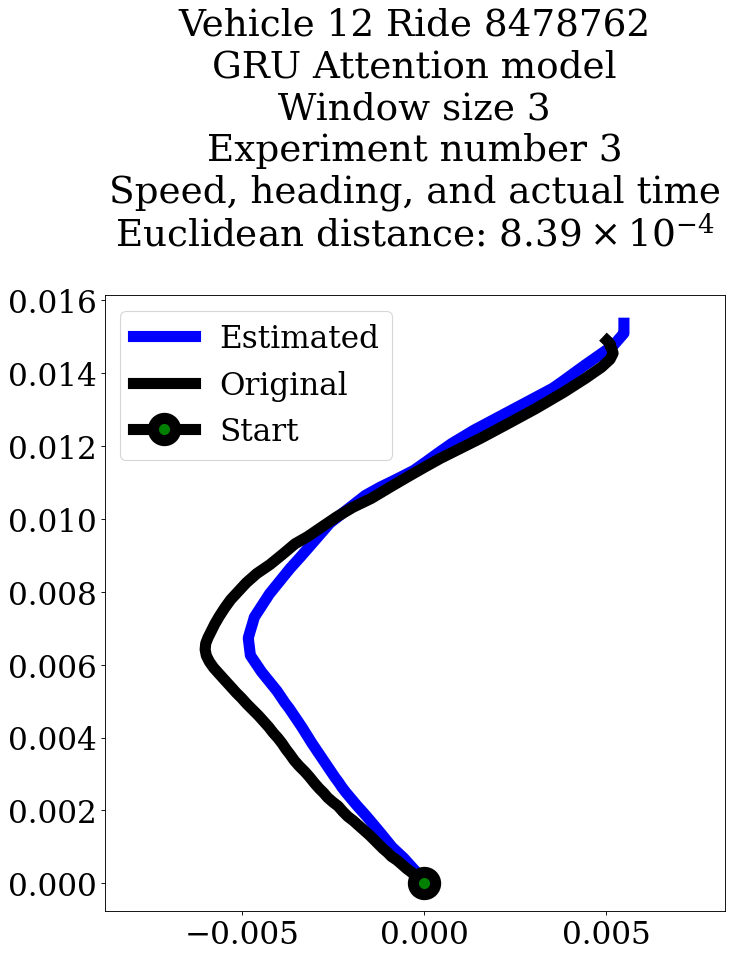 Vehicle 12 Ride 8478762
GRU Attention model
Window size 3
Experiment number 3
Speed, heading, and actual time
Euclidean distance: 8.39 × 10⁻⁴
0.016
0.014
0.012
0.010
0.008
0.006
0.004
0.002
0.000
Estimated
Original
Start
−0.005
0.000
0.005